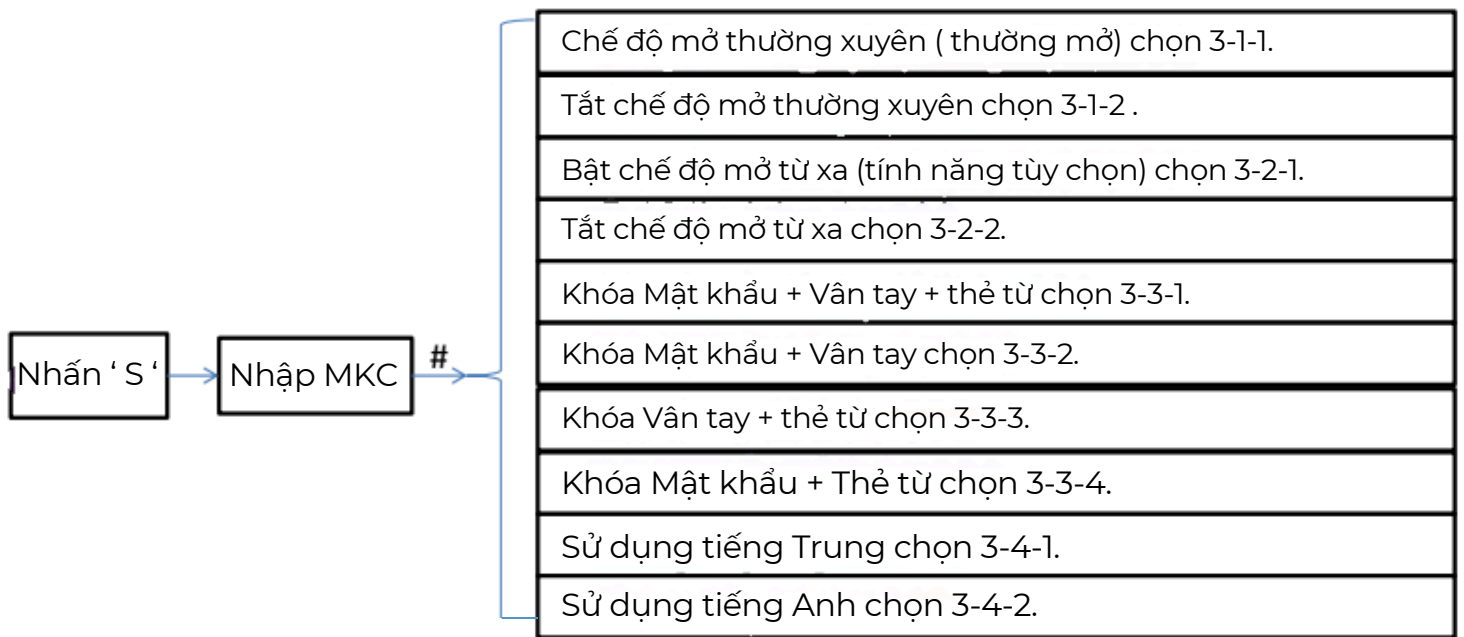 Nhấn ‘ S ‘
Nhập MKC
#
Chế độ mở thường xuyên ( thường mở) chọn 3-1-1.
Tắt chế độ mở thường xuyên chọn 3-1-2 .
Bật chế độ mở từ xa (tính năng tùy chọn) chọn 3-2-1.
Tắt chế độ mở từ xa chọn 3-2-2.
Khóa Mật khẩu + Vân tay + thẻ từ chọn 3-3-1.
Khóa Mật khẩu + Vân tay chọn 3-3-2.
Khóa Vân tay + thẻ từ chọn 3-3-3.
Khóa Mật khẩu + Thẻ từ chọn 3-3-4.
Sử dụng tiếng Trung chọn 3-4-1.
Sử dụng tiếng Anh chọn 3-4-2.